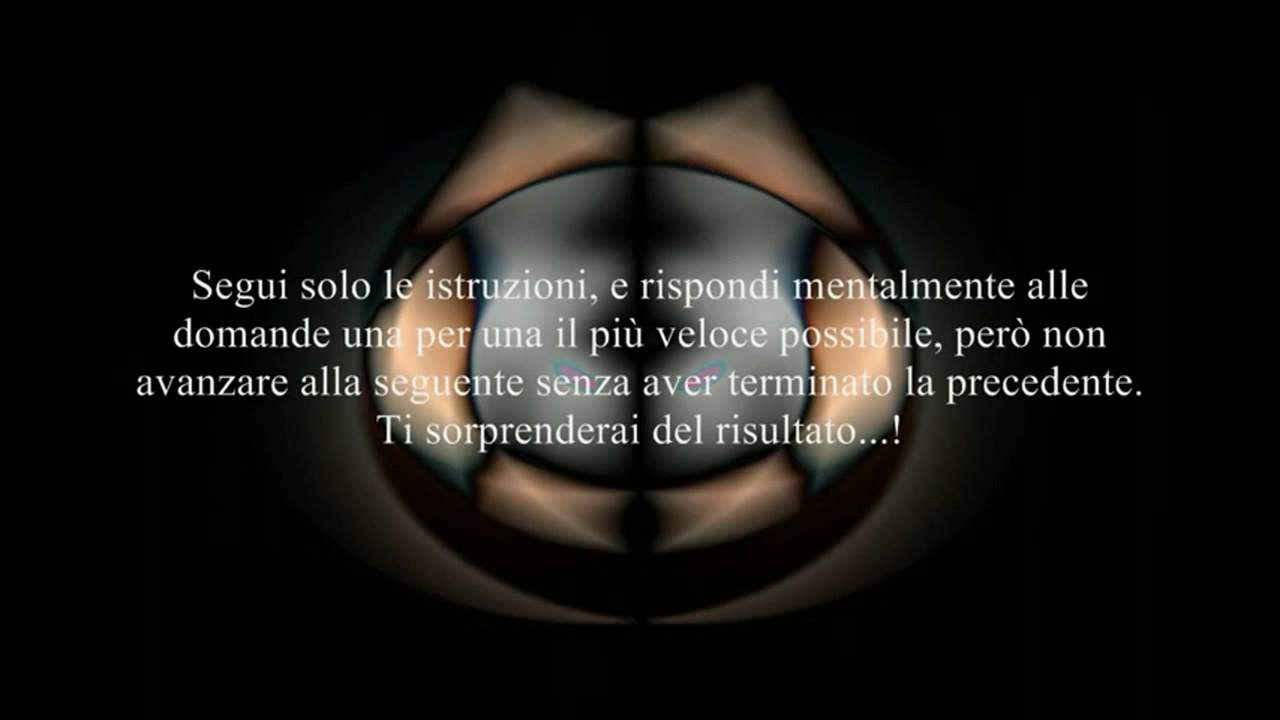 Segui solo le istruzioni, e rispondi mentalmente alle
domande una per una il più veloce possibile, però non
avanzare alla seguente senza aver terminato la precedente.
Ti sorprenderai del risultato...!